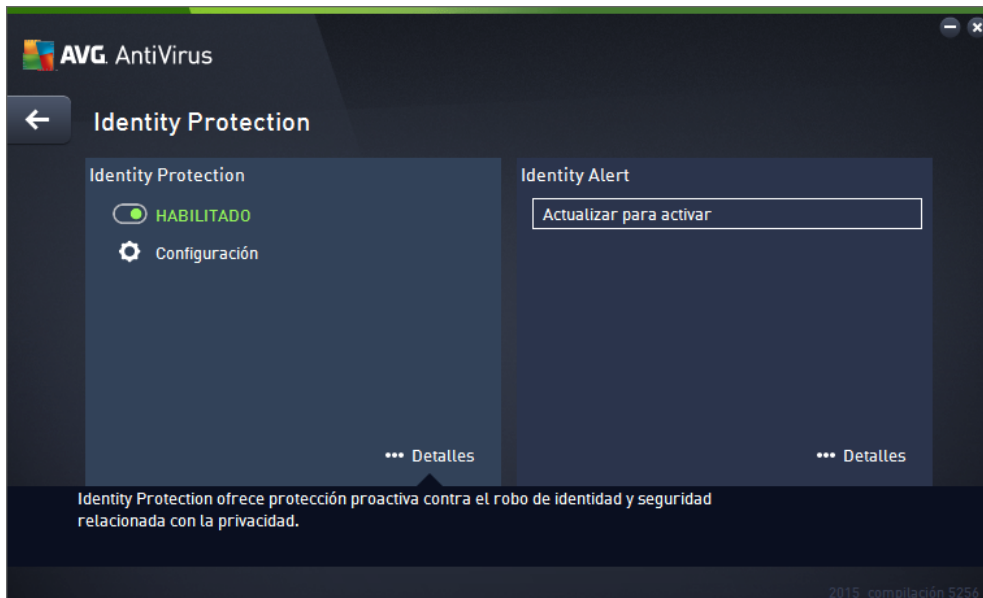 AVG. AntiVirus
Identity Protection
Identity Protection
HABILITADO
Configuración
••• Detalles
Identity Alert
Actualizar para activar
••• Detalles
Identity Protection ofrece protección proactiva contra el robo de identidad y seguridad
relacionada con la privacidad.
2015 compilación 5256